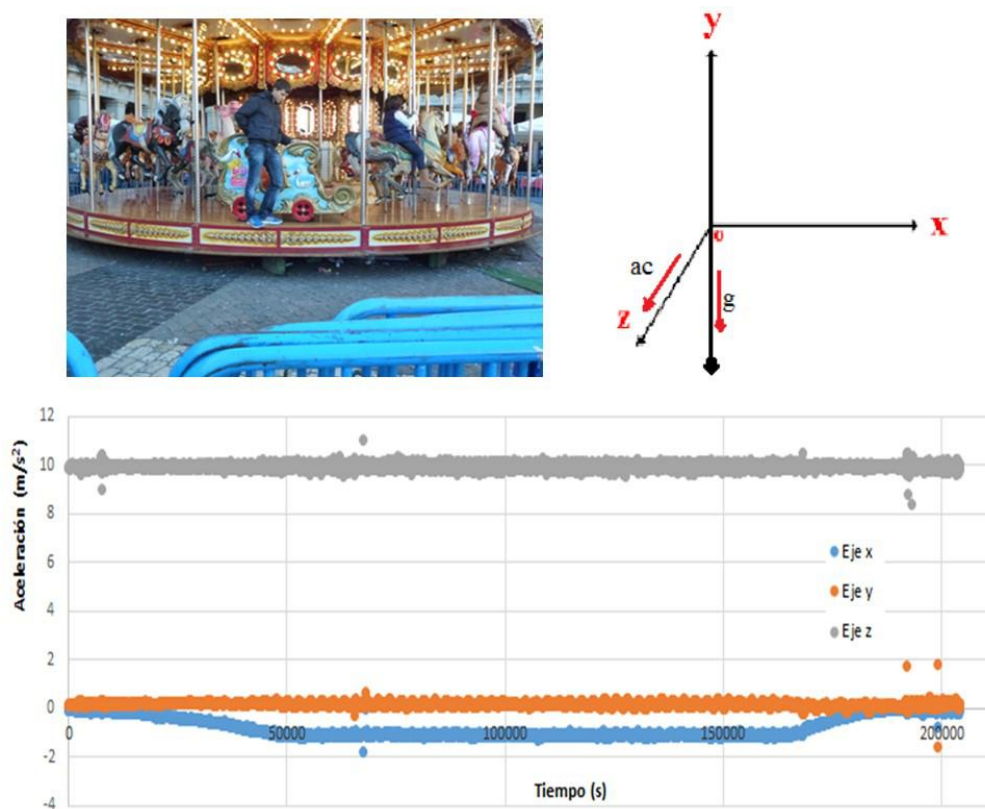 y
x
o
ac
z
g
12
10
8
6
4
2
0
-2
-4
Aceleración (m/s²)
Eje x
Eje y
Eje z
0
50000
100000
150000
200000
Tiempo (s)